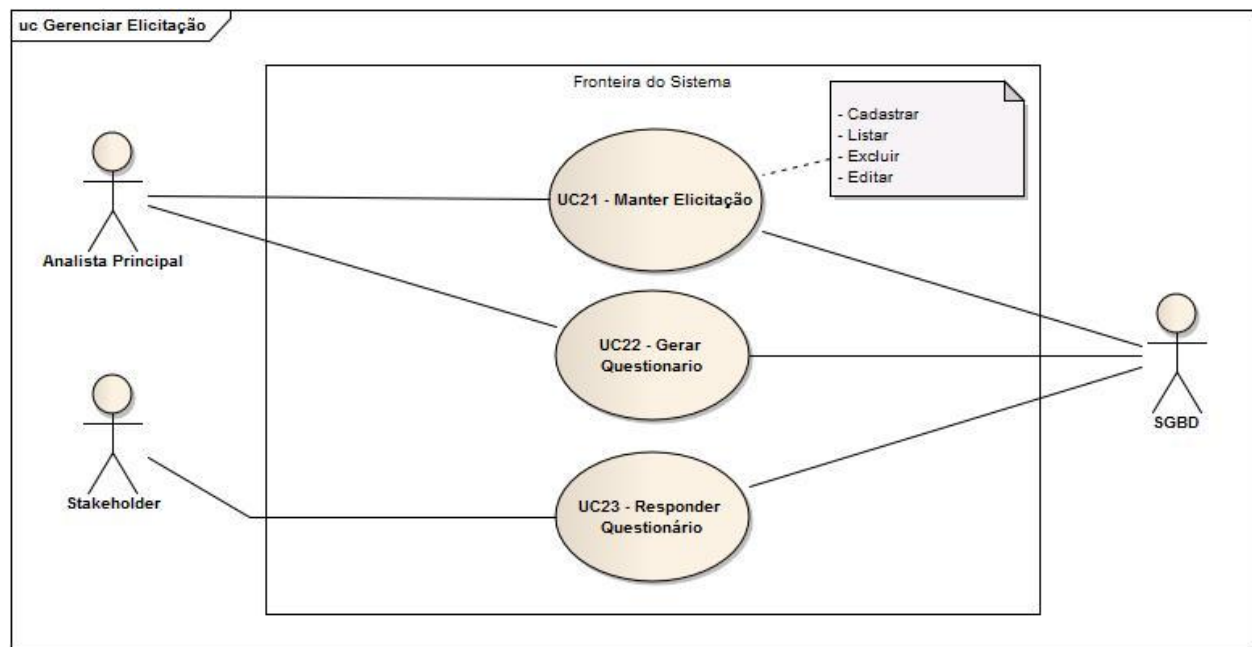 uc Gerenciar Elicitação
Fronteira do Sistema
- Cadastrar
- Listar
- Excluir
- Editar
UC21 - Manter Elicitação
Analista Principal
UC22 - Gerar
Questionario
SGBD
Stakeholder
UC23 - Responder
Questionário